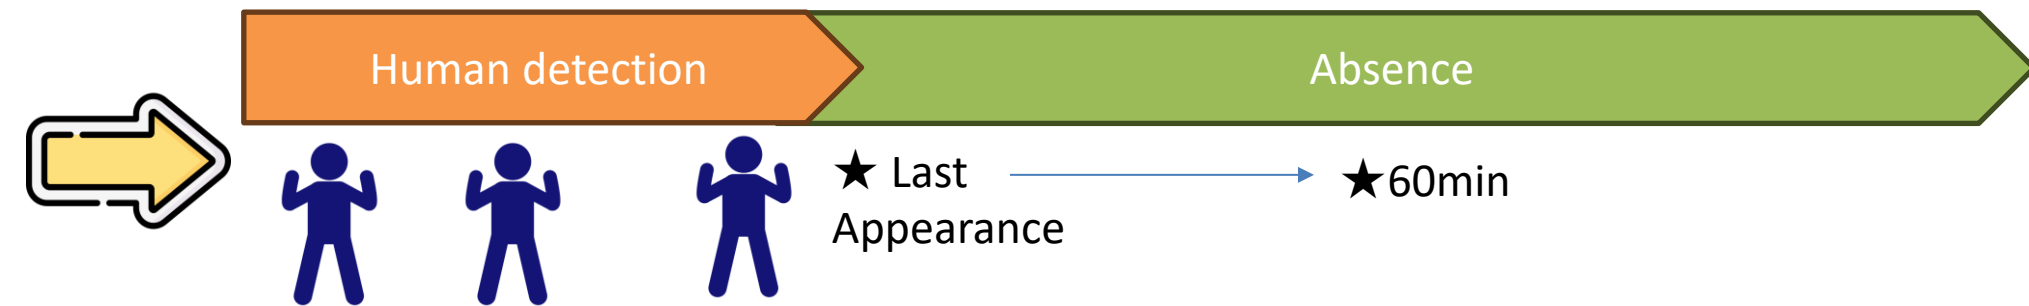 Human detection
Absence
★ Last
Appearance
★60min